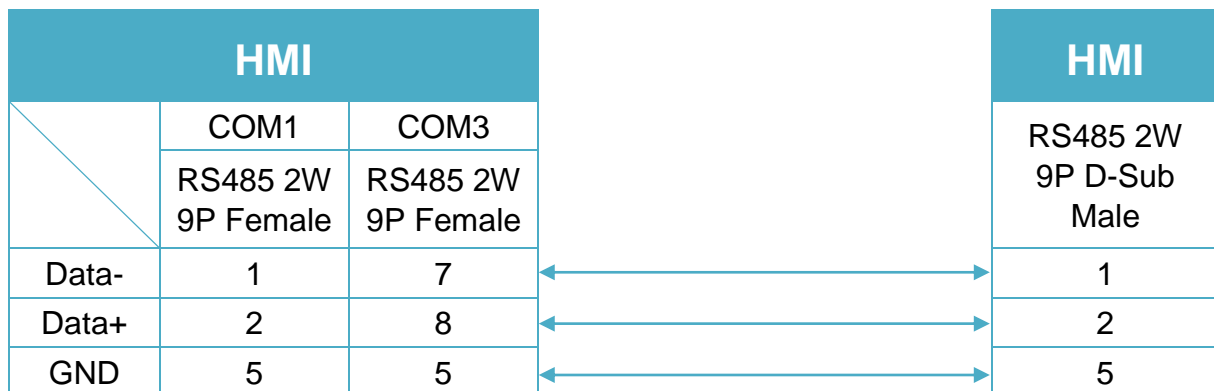 HMI HMI
COM1 COM3
RS485 2W RS485 2W RS485 2W
9P Female 9P Female 9P D-Sub
Male
Data- 1 7 1
Data+ 2 8 2
GND 5 5 5